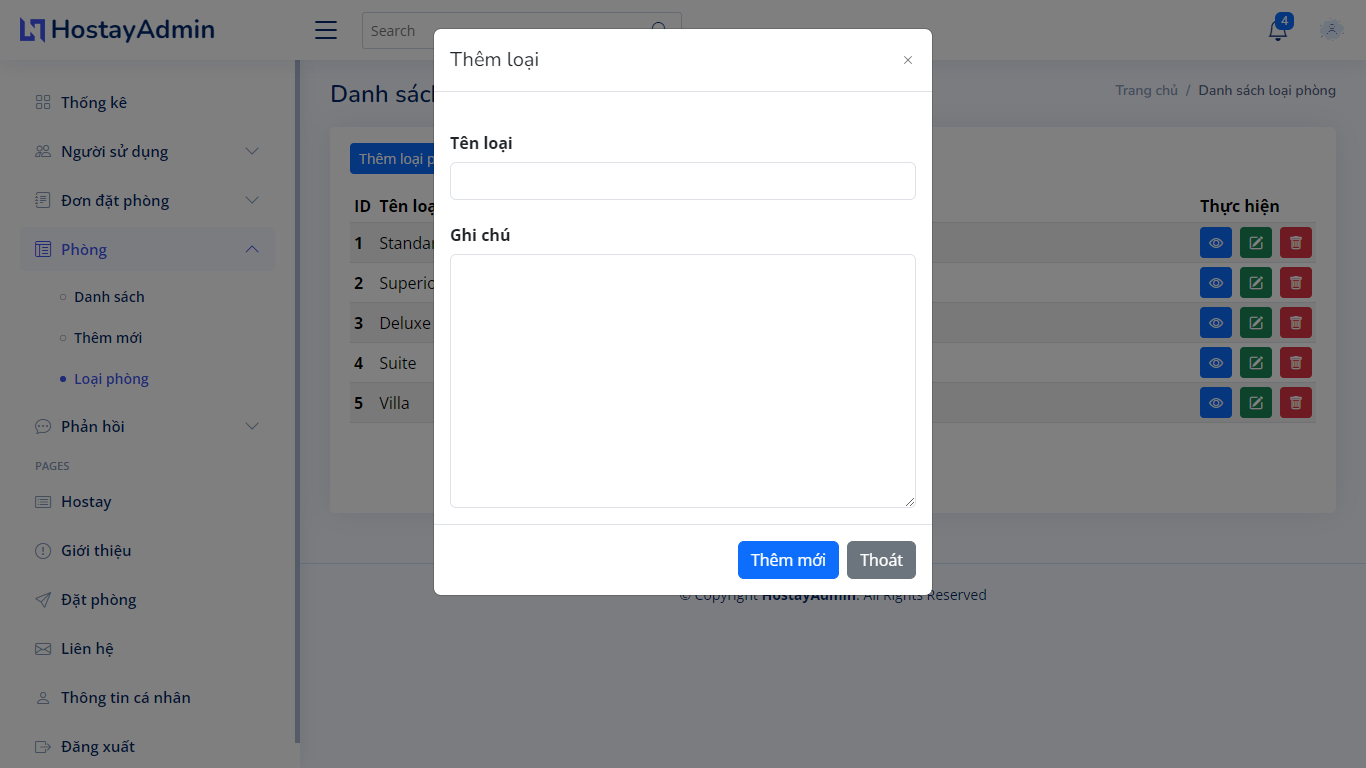 HostayAdmin
Search
4
Thống kê
Người sử dụng
Đơn đặt phòng
Phòng
Danh sách
Thêm mới
Loại phòng
Phản hồi
PAGES
Hostay
Giới thiệu
Đặt phòng
Liên hệ
Thông tin cá nhân
Đăng xuất
Danh sác
Trang chủ / Danh sách loại phòng
Thêm loại p
ID Tên loạ Thực hiện
1 Standar
2 Superio
3 Deluxe
4 Suite
5 Villa
Thêm loại
×
Tên loại
Ghi chú
Thêm mới Thoát
© Copyright HostayAdmin. All Rights Reserved